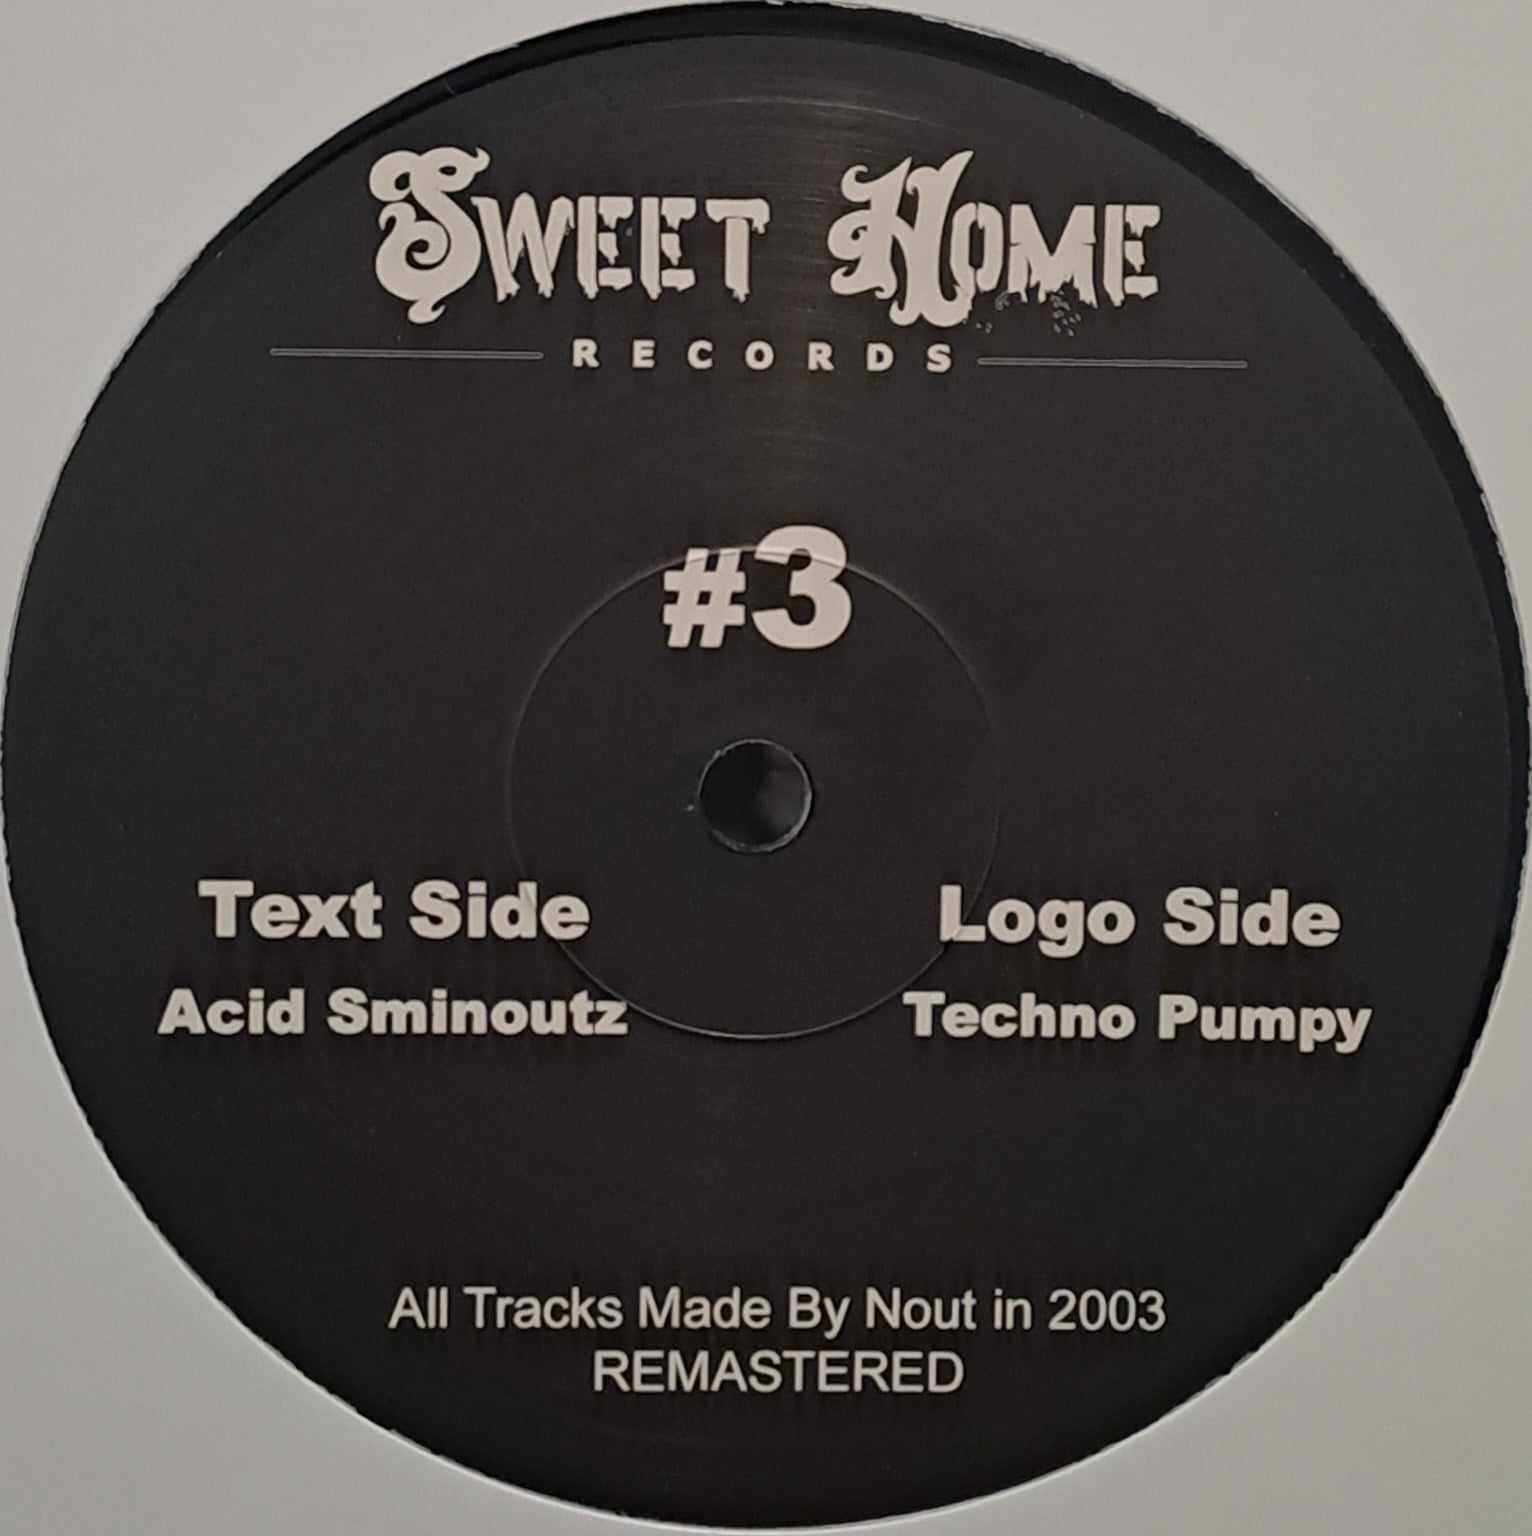 SWEET HOME
RECORDS
#3
Text Side
Acid Sminoutz
Logo Side
Techno Pumpy
All Tracks Made By Nout in 2003
REMASTERED